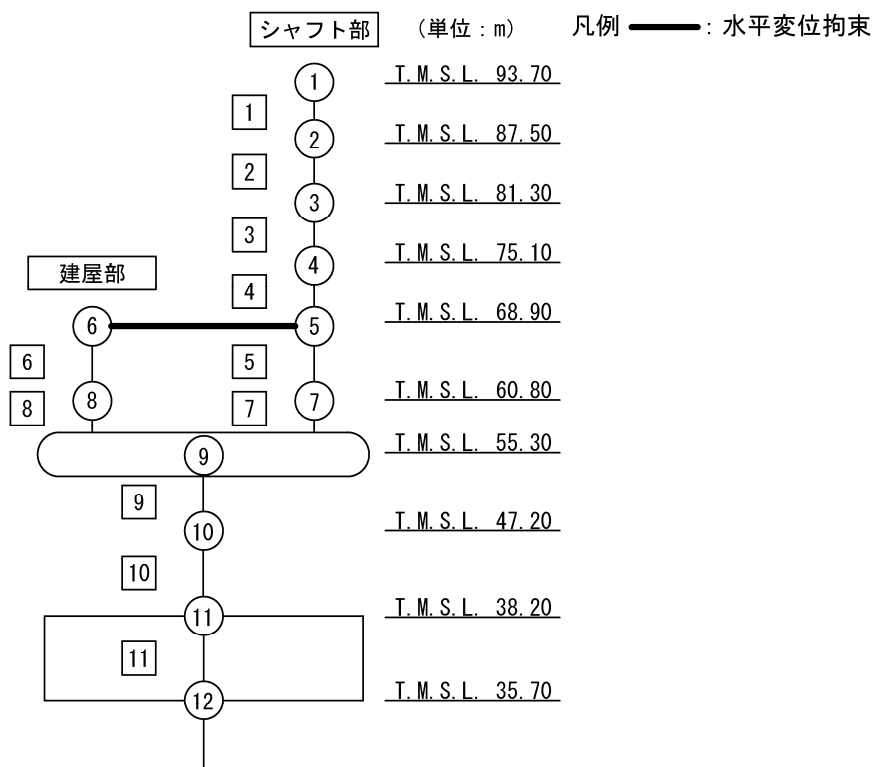 シャフト部 (単位:m) 凡例 : 水平変位拘束
1 T.M.S.L. 93.70
1
2 T.M.S.L. 87.50
2
3 T.M.S.L. 81.30
3
4 T.M.S.L. 75.10
建屋部
4
6 5 T.M.S.L. 68.90
6 5
8 7 T.M.S.L. 60.80
8 7
9 T.M.S.L. 55.30
9
10 T.M.S.L. 47.20
10
11 T.M.S.L. 38.20
11
12 T.M.S.L. 35.70